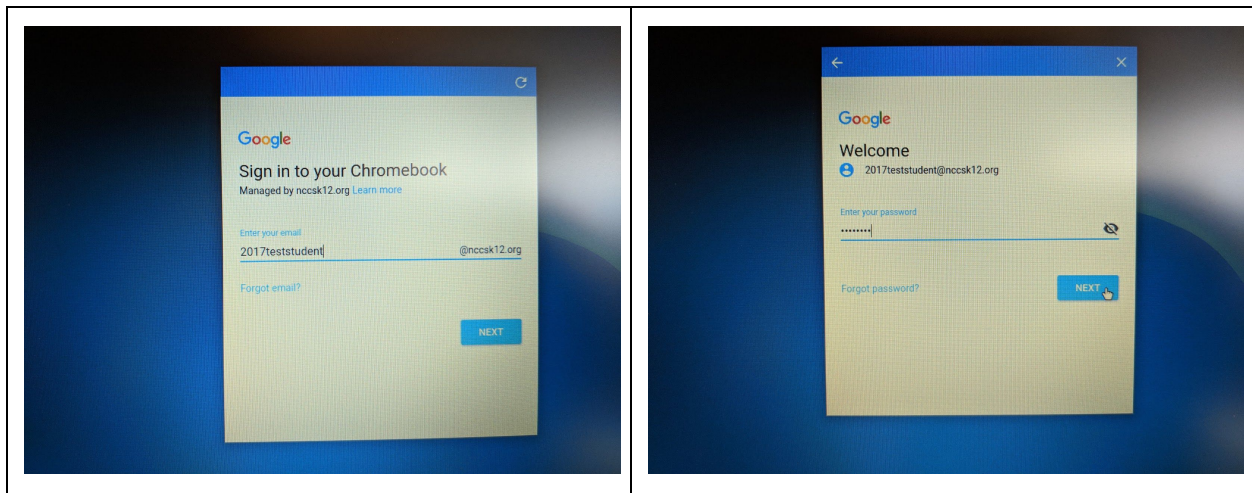 Google
Sign in to your Chromebook
Managed by nccsk12.org Learn more
Enter your email
2017teststudent @nccsk12.org
Forgot email?
NEXT
Google
Welcome
2017teststudent@nccsk12.org
Enter your password
••••••••
Forgot password? NEXT